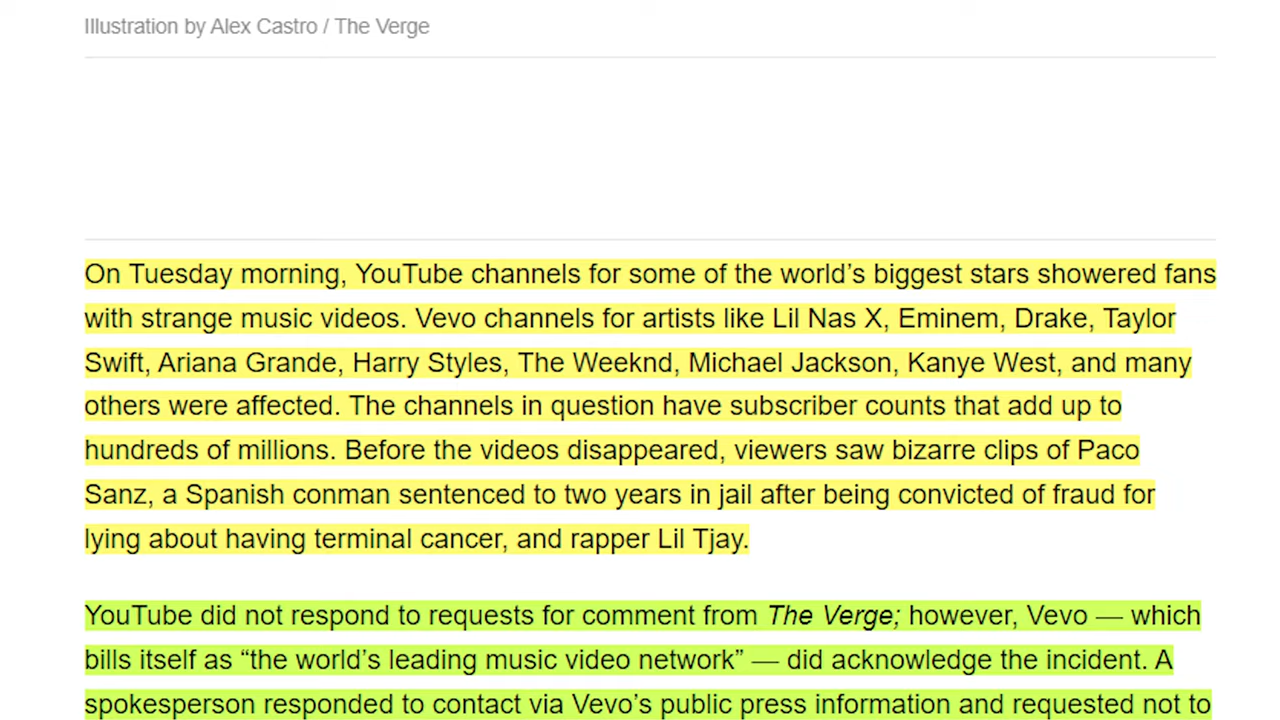 Illustration by Alex Castro / The Verge
On Tuesday morning, YouTube channels for some of the world’s biggest stars showered fans
with strange music videos. Vevo channels for artists like Lil Nas X, Eminem, Drake, Taylor
Swift, Ariana Grande, Harry Styles, The Weeknd, Michael Jackson, Kanye West, and many
others were affected. The channels in question have subscriber counts that add up to
hundreds of millions. Before the videos disappeared, viewers saw bizarre clips of Paco
Sanz, a Spanish conman sentenced to two years in jail after being convicted of fraud for
lying about having terminal cancer, and rapper Lil Tjay.
YouTube did not respond to requests for comment from The Verge; however, Vevo — which
bills itself as “the world’s leading music video network” — did acknowledge the incident. A
spokesperson responded to contact via Vevo’s public press information and requested not to